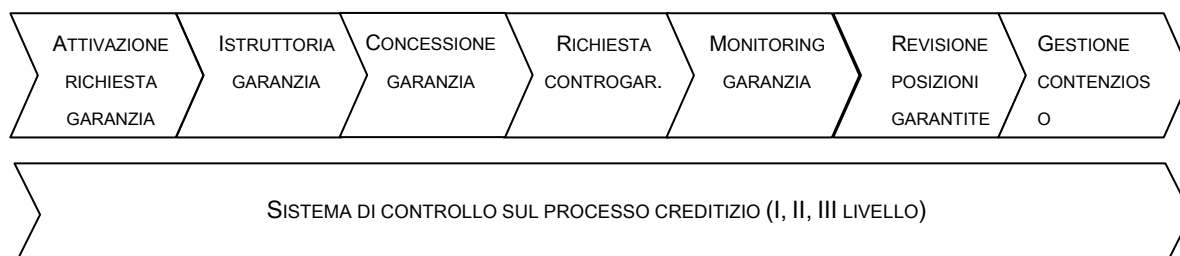 ATTIVAZIONE
RICHIESTA
GARANZIA
ISTRUTTORIA
GARANZIA
CONCESSIONE
GARANZIA
RICHIESTA
CONTROGAR.
MONITORING
GARANZIA
REVISIONE
POSIZIONI
GARANTITE
GESTIONE
CONTENZIOS
O
SISTEMA DI CONTROLLO SUL PROCESSO CREDITIZIO (I, II, III LIVELLO)